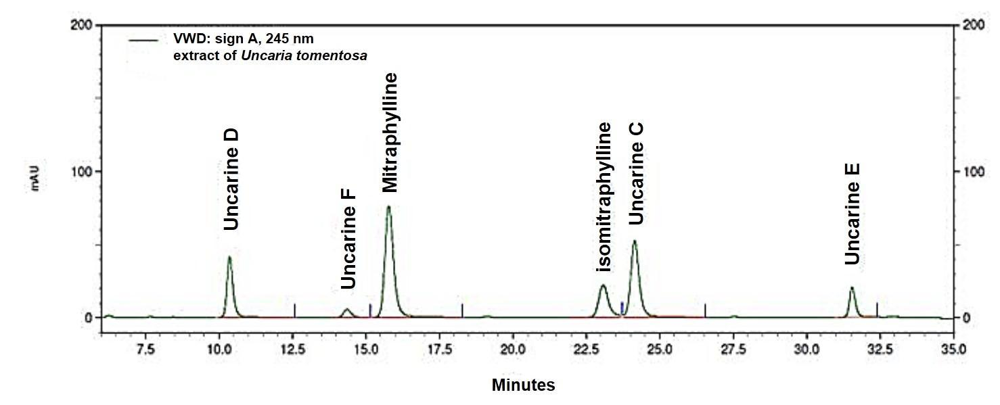 200
200
VWD: sign A, 245 nm
extract of Uncaria tomentosa
Mitraphylline
isomitraphylline
Uncarine C
Uncarine D
Uncarine E
Uncarine F
100
100
mAU
0
0
7.5 10.0 12.5 15.0 17.5 20.0 22.5 25.0 27.5 30.0 32.5 35.0
Minutes